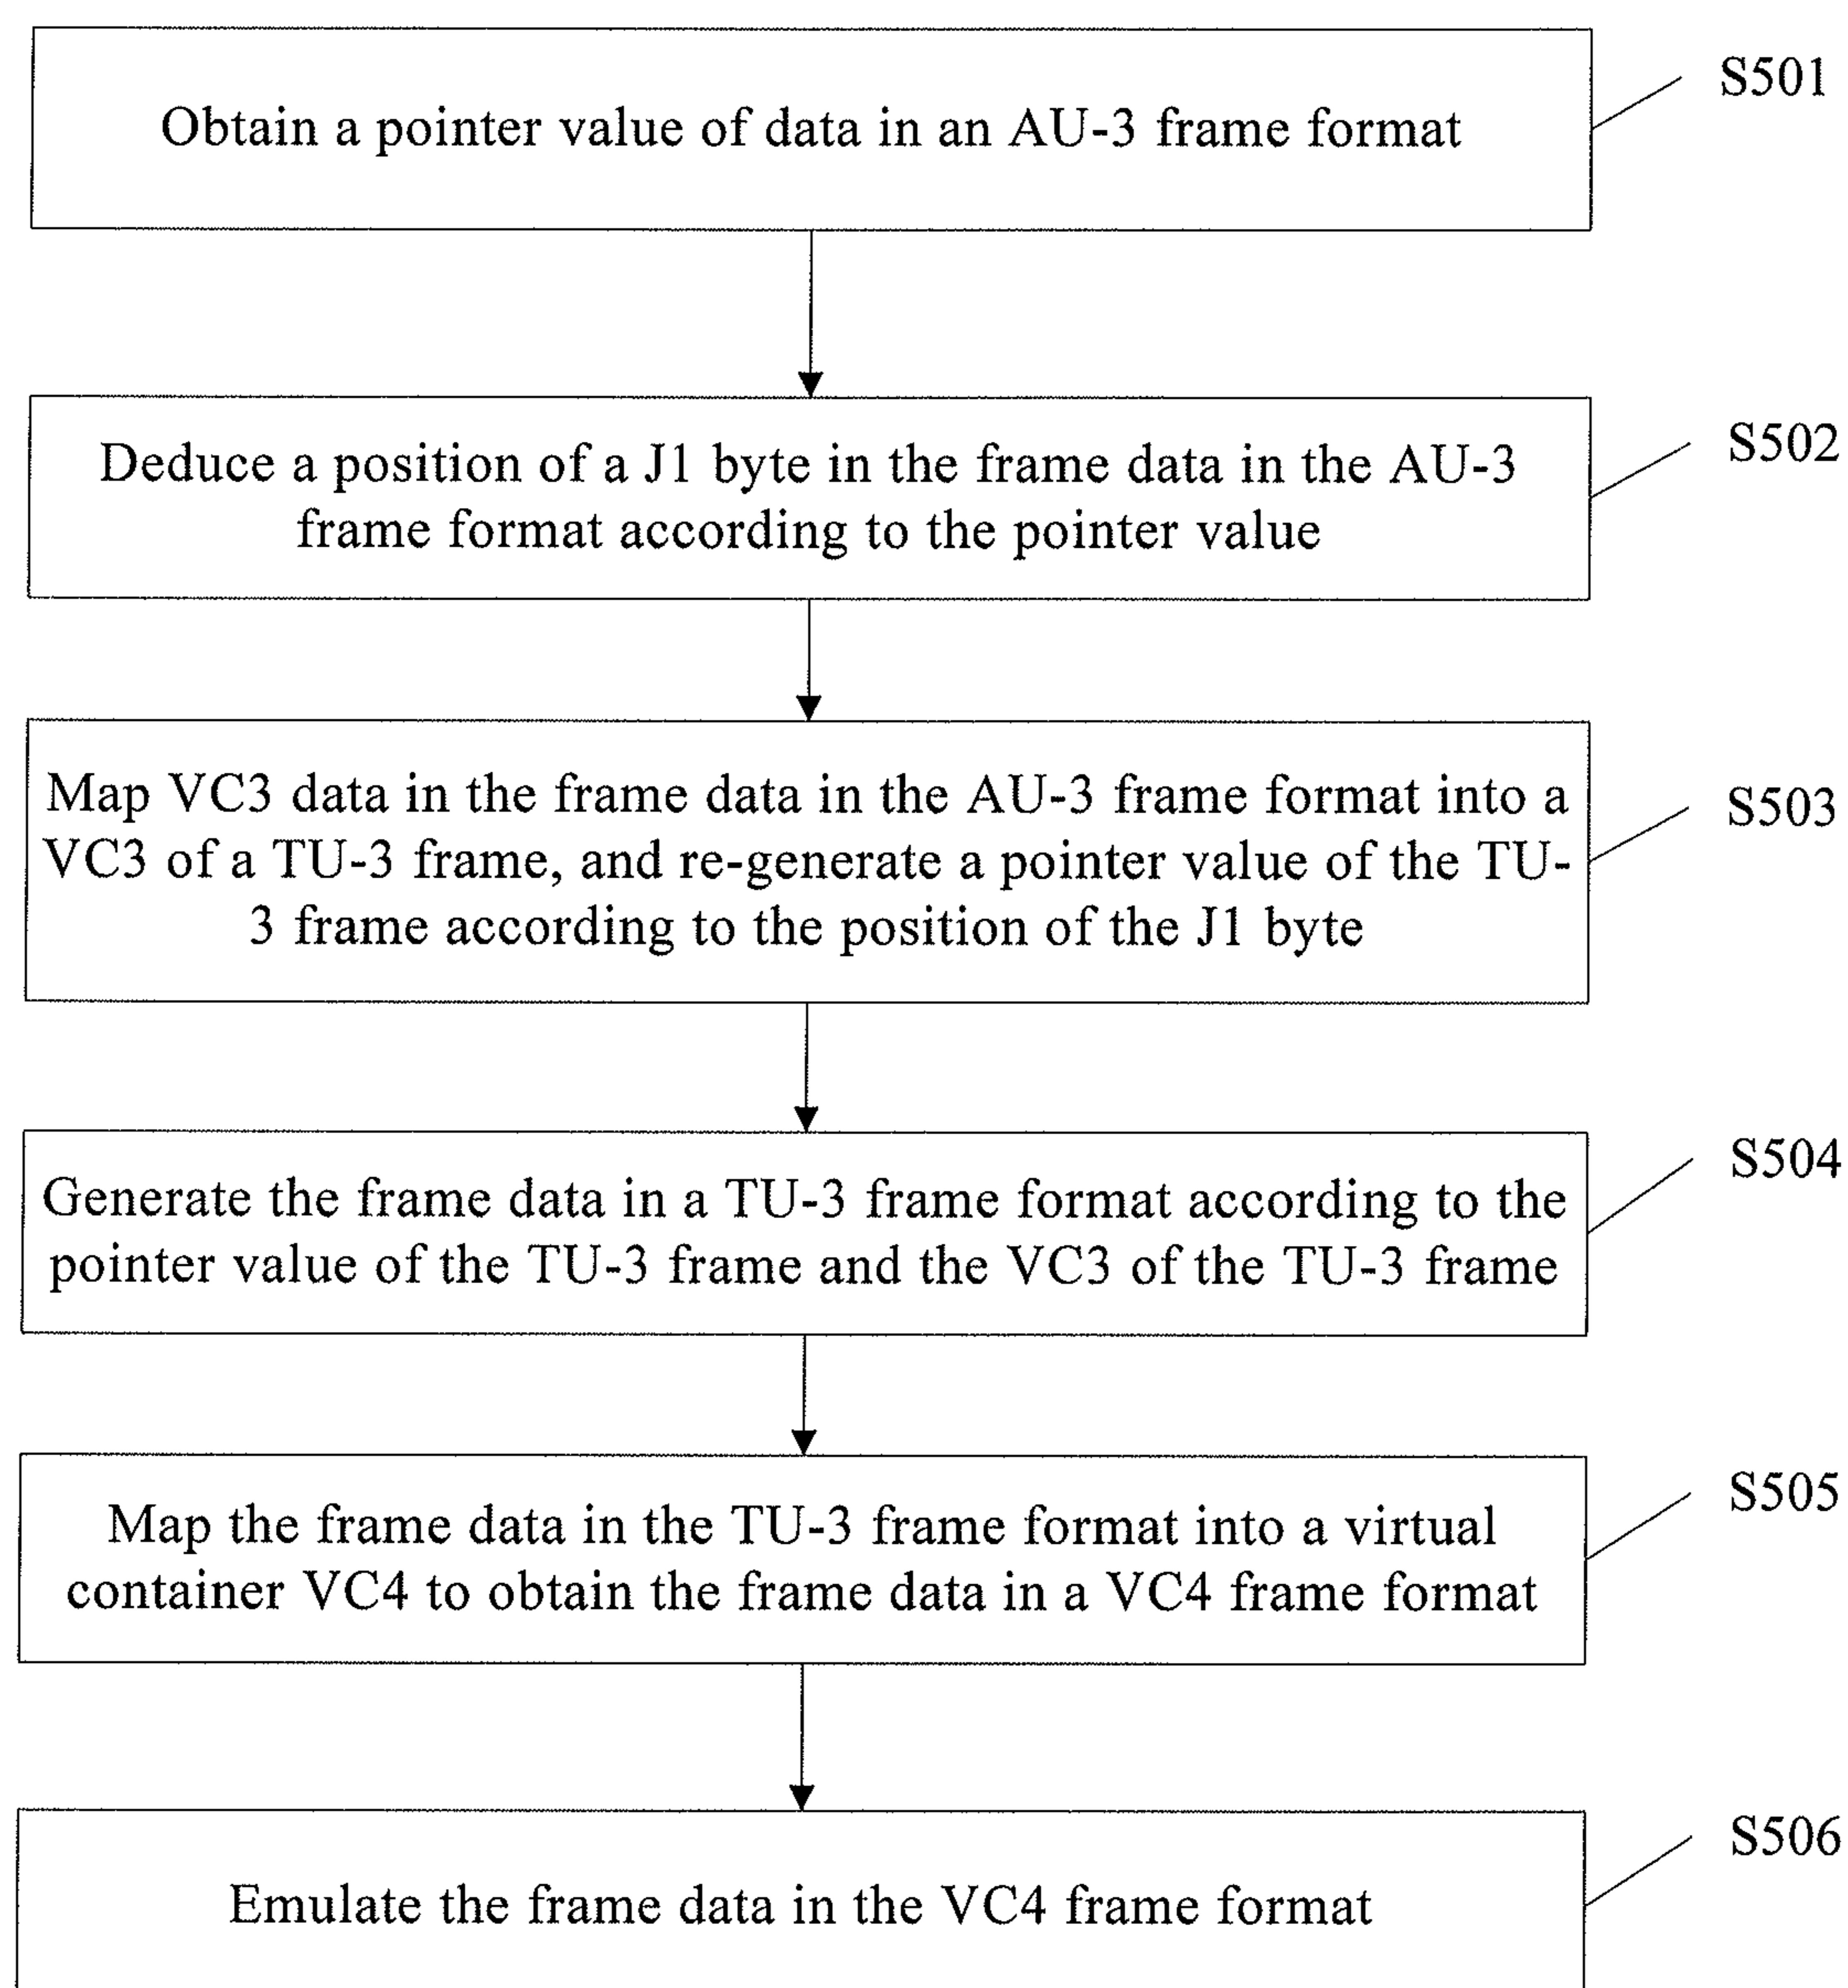 Obtain a pointer value of data in an AU-3 frame format
S501
Deduce a position of a J1 byte in the frame data in the AU-3
frame format according to the pointer value
S502
Map VC3 data in the frame data in the AU-3 frame format into a
VC3 of a TU-3 frame, and re-generate a pointer value of the TU-
3 frame according to the position of the J1 byte
S503
Generate the frame data in a TU-3 frame format according to the
pointer value of the TU-3 frame and the VC3 of the TU-3 frame
S504
Map the frame data in the TU-3 frame format into a virtual
container VC4 to obtain the frame data in a VC4 frame format
S505
Emulate the frame data in the VC4 frame format
S506